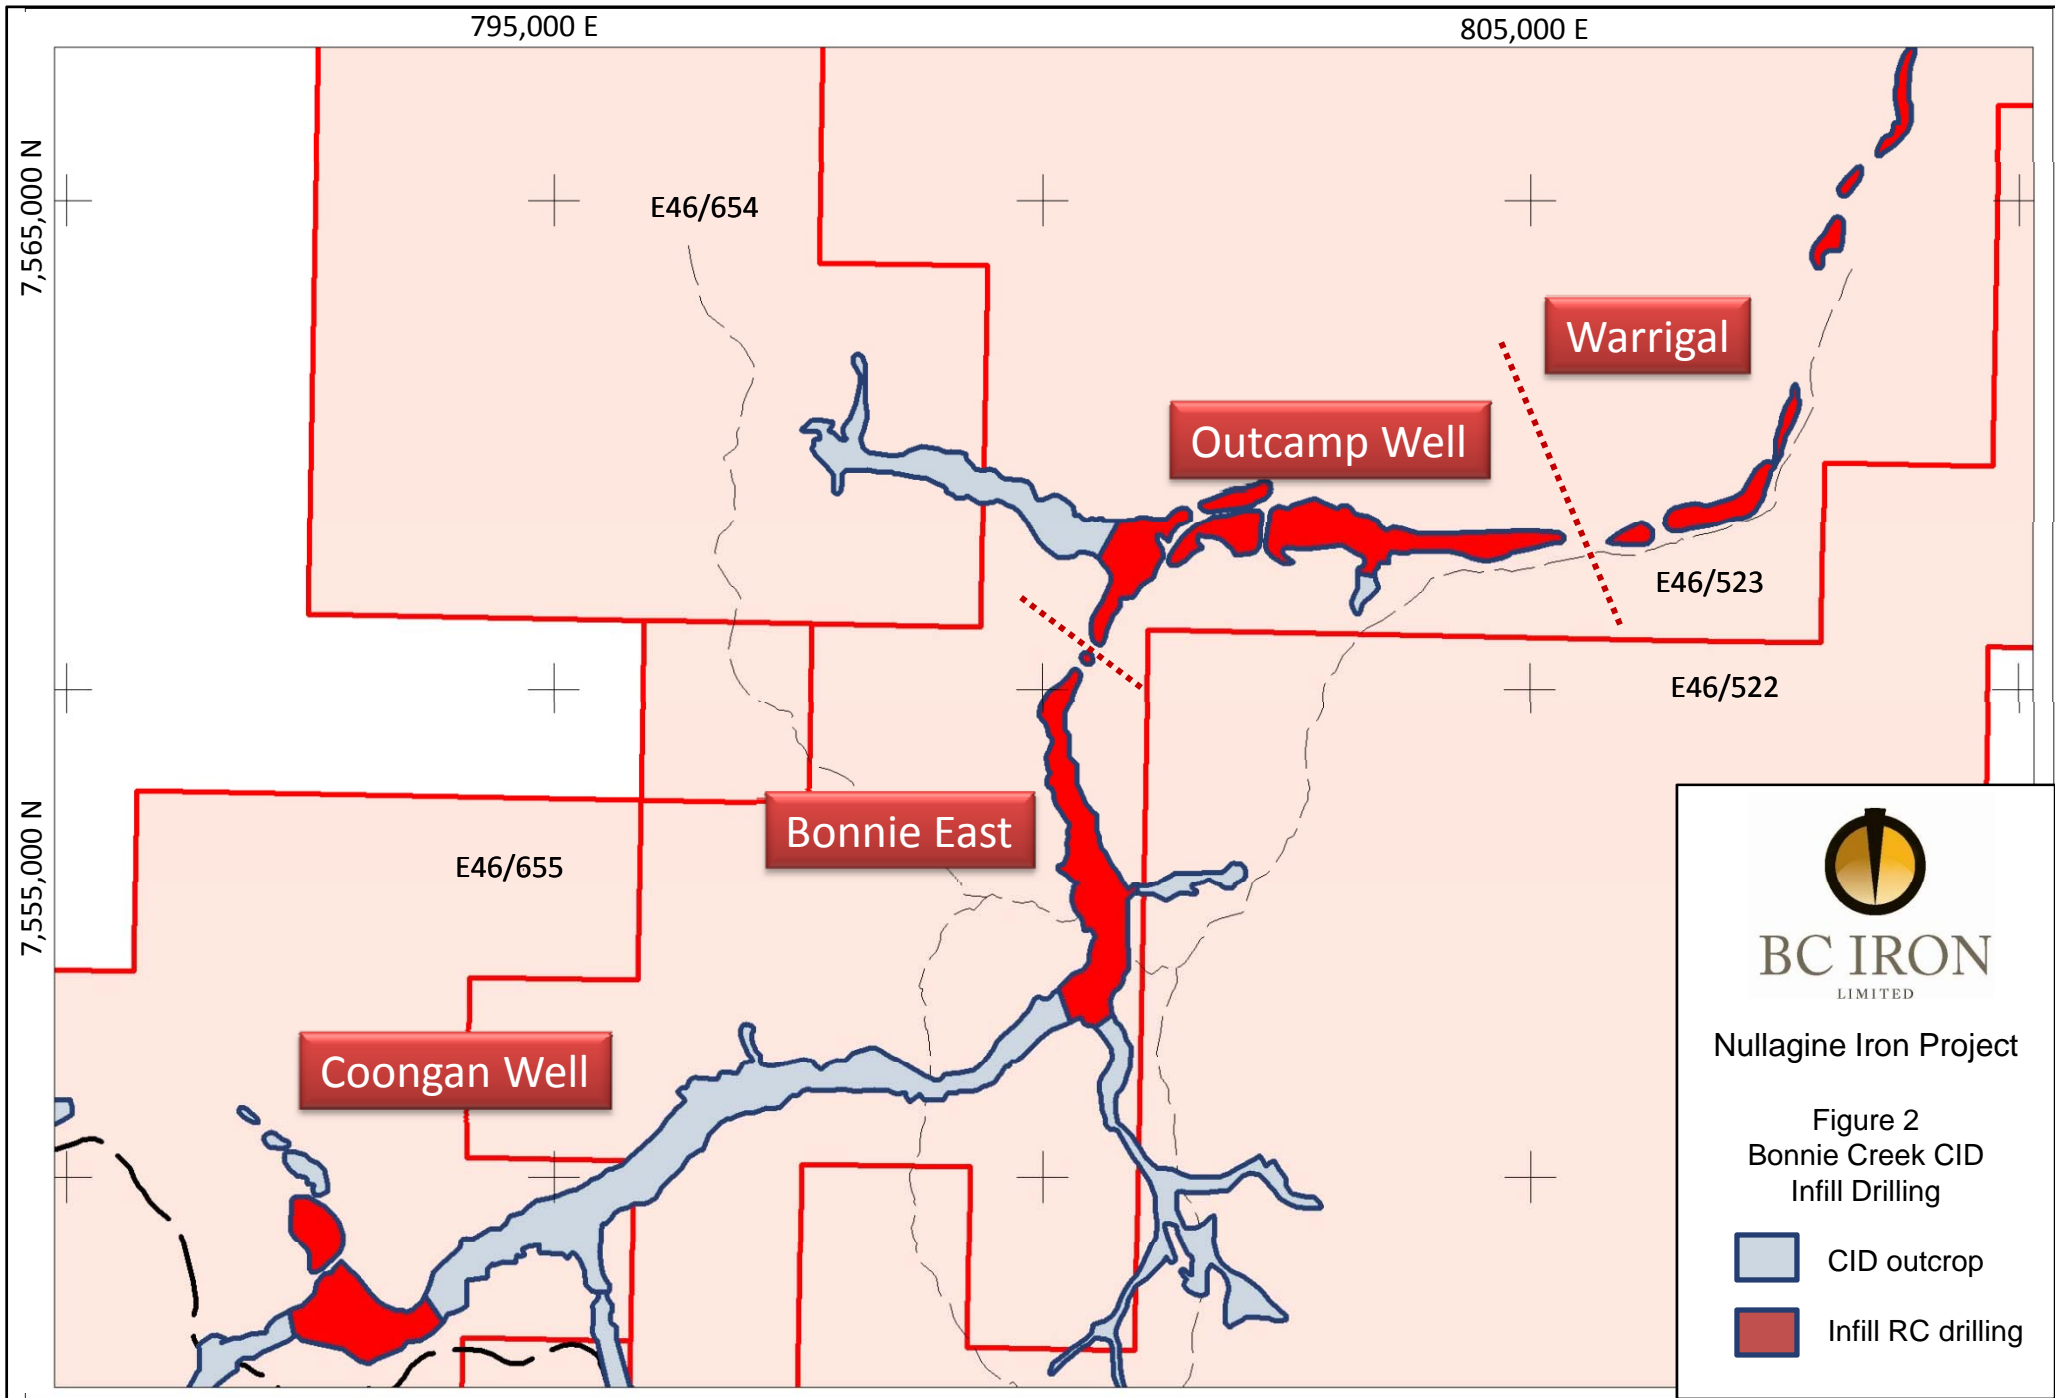 795,000 E
805,000 E
7,565,000 N
E46/654
Warrigal
Outcamp Well
E46/523
E46/522
Bonnie East
7,555,000 N
E46/655
Coongan Well
BC IRON
LIMITED
Nullagine Iron Project
Figure 2
Bonnie Creek CID
Infill Drilling
CID outcrop
Infill RC drilling